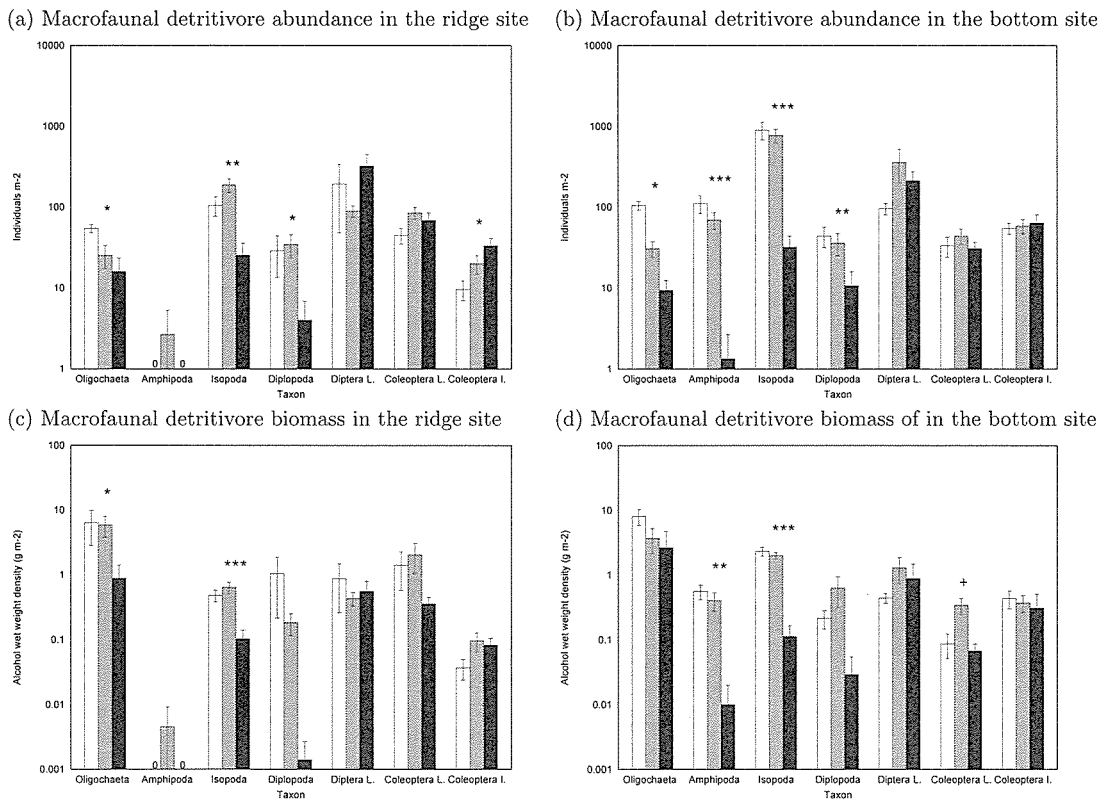 (a) Macrofaunal detritivore abundance in the ridge site
10000
1000
100
10
1
Individuals m-2
*
**
*
*
0 0
Oligochaeta Amphipoda Isopoda Diplopoda Diptera L. Coleoptera L. Coleoptera I.
Taxon
(b) Macrofaunal detritivore abundance in the bottom site
10000
1000
100
10
1
Individuals m-2
*
***
***
**
Oligochaeta Amphipoda Isopoda Diplopoda Diptera L. Coleoptera L. Coleoptera I.
Taxon
(c) Macrofaunal detritivore biomass in the ridge site
100
10
1
0.1
0.01
0.001
Alcohol wet weight density (g m-2)
*
***
0 0
Oligochaeta Amphipoda Isopoda Diplopoda Diptera L. Coleoptera L. Coleoptera I.
Taxon
(d) Macrofaunal detritivore biomass of in the bottom site
100
10
1
0.1
0.01
0.001
Alcohol wet weight density (g m-2)
**
***
+
Oligochaeta Amphipoda Isopoda Diplopoda Diptera L. Coleoptera L. Coleoptera I.
Taxon